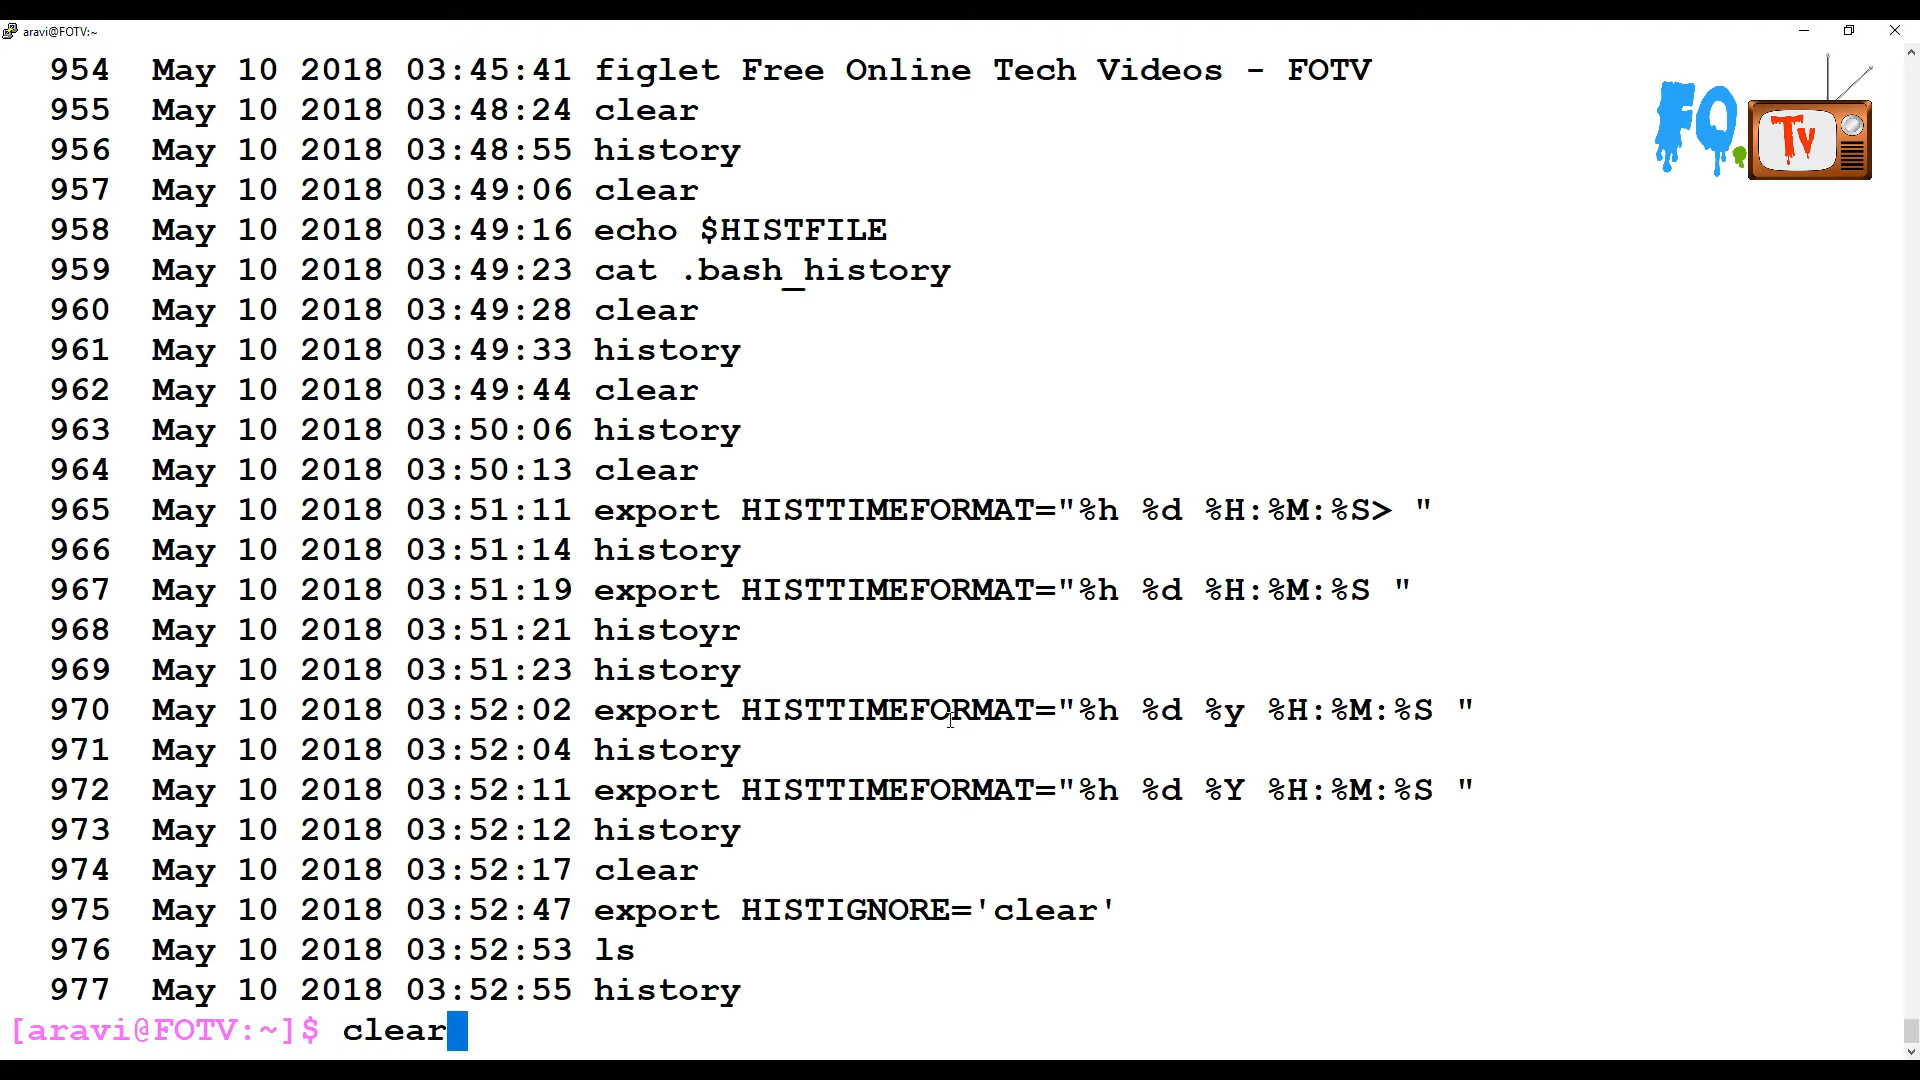 aravi@FOTV:~
954 May 10 2018 03:45:41 figlet Free Online Tech Videos - FOTV
955 May 10 2018 03:48:24 clear
956 May 10 2018 03:48:55 history
957 May 10 2018 03:49:06 clear
958 May 10 2018 03:49:16 echo $HISTFILE
959 May 10 2018 03:49:23 cat .bash_history
960 May 10 2018 03:49:28 clear
961 May 10 2018 03:49:33 history
962 May 10 2018 03:49:44 clear
963 May 10 2018 03:50:06 history
964 May 10 2018 03:50:13 clear
965 May 10 2018 03:51:11 export HISTTIMEFORMAT="%h %d %H:%M:%S> "
966 May 10 2018 03:51:14 history
967 May 10 2018 03:51:19 export HISTTIMEFORMAT="%h %d %H:%M:%S "
968 May 10 2018 03:51:21 histoyr
969 May 10 2018 03:51:23 history
970 May 10 2018 03:52:02 export HISTTIMEFORMAT="%h %d %y %H:%M:%S "
971 May 10 2018 03:52:04 history
972 May 10 2018 03:52:11 export HISTTIMEFORMAT="%h %d %Y %H:%M:%S "
973 May 10 2018 03:52:12 history
974 May 10 2018 03:52:17 clear
975 May 10 2018 03:52:47 export HISTIGNORE='clear'
976 May 10 2018 03:52:53 ls
977 May 10 2018 03:52:55 history
[aravi@FOTV:~]$ clear
FO.Tv